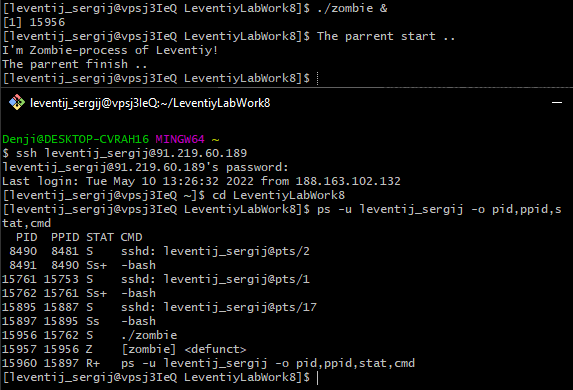 [leventij_sergij@vpsj3IeQ LeventiyLabWork8]$ ./zombie &
[1] 15956
[leventij_sergij@vpsj3IeQ LeventiyLabWork8]$ The parrent start ..
I'm Zombie-process of Leventiy!
The parrent finish ..
[leventij_sergij@vpsj3IeQ LeventiyLabWork8]$
leventij_sergij@vpsj3IeQ:~/LeventiyLabWork8
Denji@DESKTOP-CVRAH16 MINGW64 ~
$ ssh leventij_sergij@91.219.60.189
leventij_sergij@91.219.60.189's password:
Last login: Tue May 10 13:26:32 2022 from 188.163.102.132
[leventij_sergij@vpsj3IeQ ~]$ cd LeventiyLabWork8
[leventij_sergij@vpsj3IeQ LeventiyLabWork8]$ ps -u leventij_sergij -o pid,ppid,s
tat,cmd
PID PPID STAT CMD
8490 8481 S sshd: leventij_sergij@pts/2
8491 8490 Ss+ -bash
15761 15753 S sshd: leventij_sergij@pts/1
15762 15761 Ss+ -bash
15895 15887 S sshd: leventij_sergij@pts/17
15897 15895 Ss -bash
15956 15762 S ./zombie
15957 15956 Z [zombie] <defunct>
15960 15897 R+ ps -u leventij_sergij -o pid,ppid,stat,cmd
[leventij_sergij@vpsj3IeQ LeventiyLabWork8]$